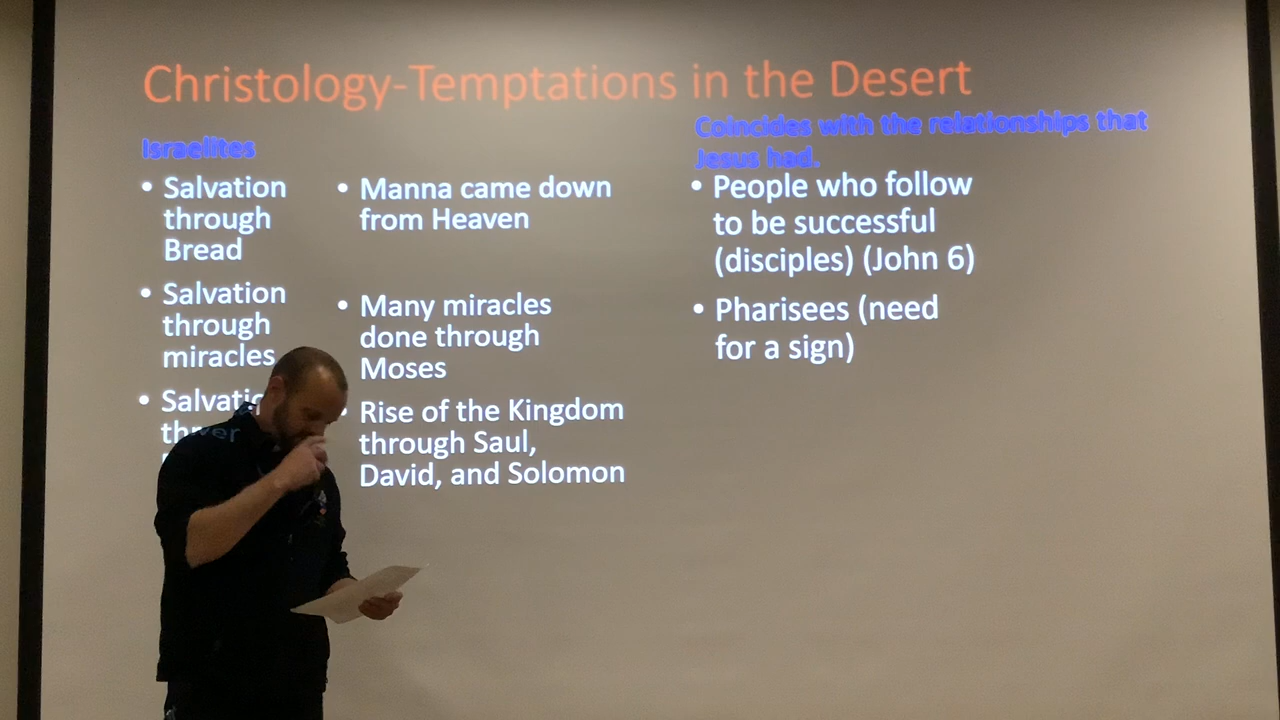 Christology-Temptations in the Desert
Israelites
• Salvation
through
Bread
• Salvation
through
miracles
• Salvatio
• Manna came down
from Heaven
• Many miracles
done through
Moses
• Rise of the Kingdom
through Saul,
David, and Solomon
Coincides with the relationships that
Jesus had.
• People who follow
to be successful
(disciples) (John 6)
• Pharisees (need
for a sign)